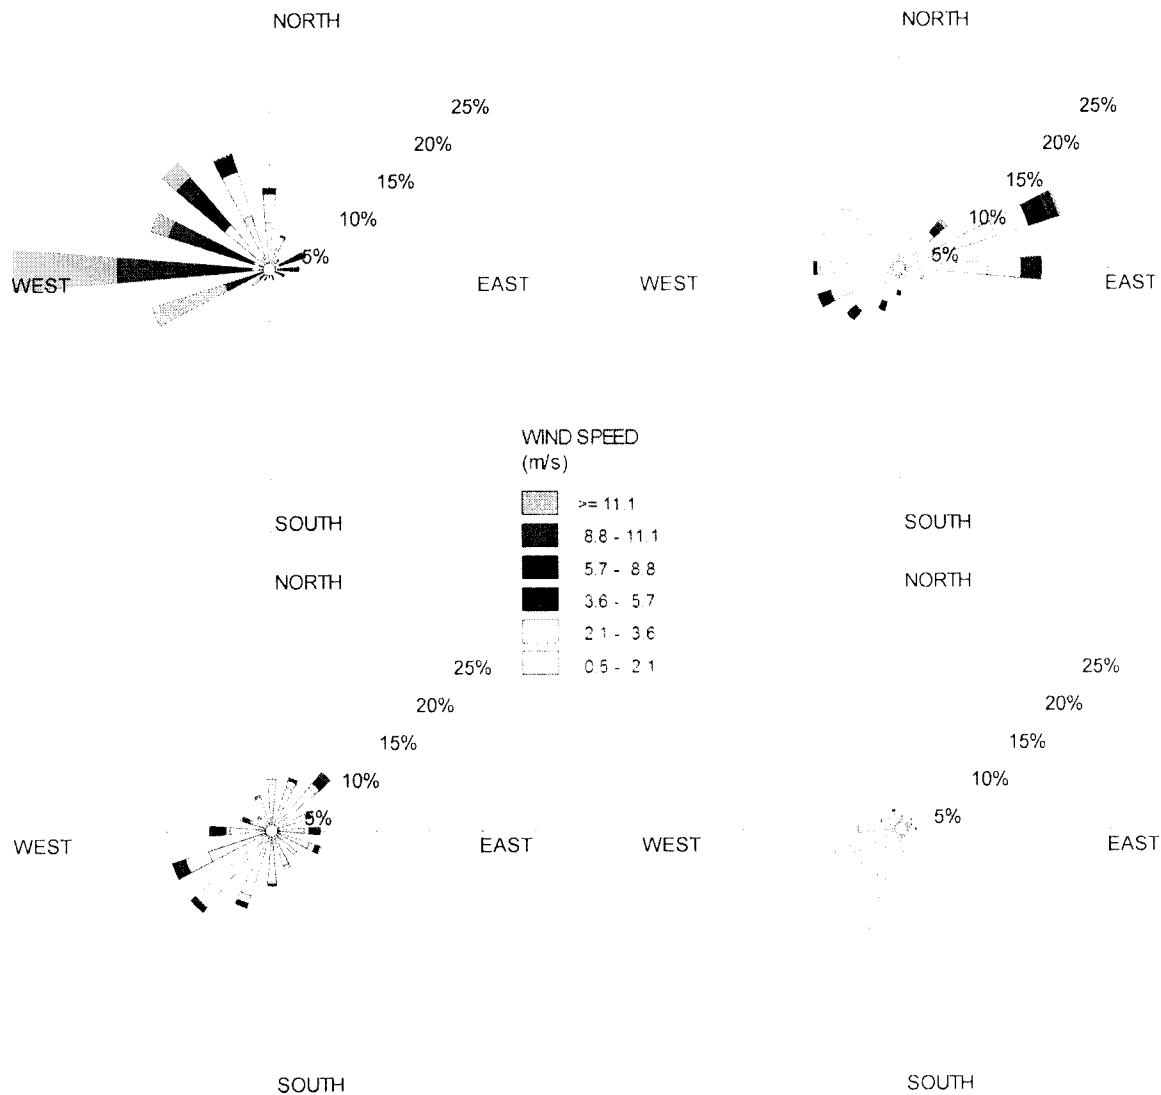 NORTH
25%
20%
15%
10%
5%
WEST
EAST
SOUTH
NORTH
25%
20%
15%
10%
5%
WEST
EAST
SOUTH
WIND SPEED
(m/s)
>= 11.1
8.8 - 11.1
5.7 - 8.8
3.6 - 5.7
2.1 - 3.6
0.5 - 2.1
NORTH
25%
20%
15%
10%
5%
WEST
EAST
SOUTH
NORTH
25%
20%
15%
10%
5%
WEST
EAST
SOUTH